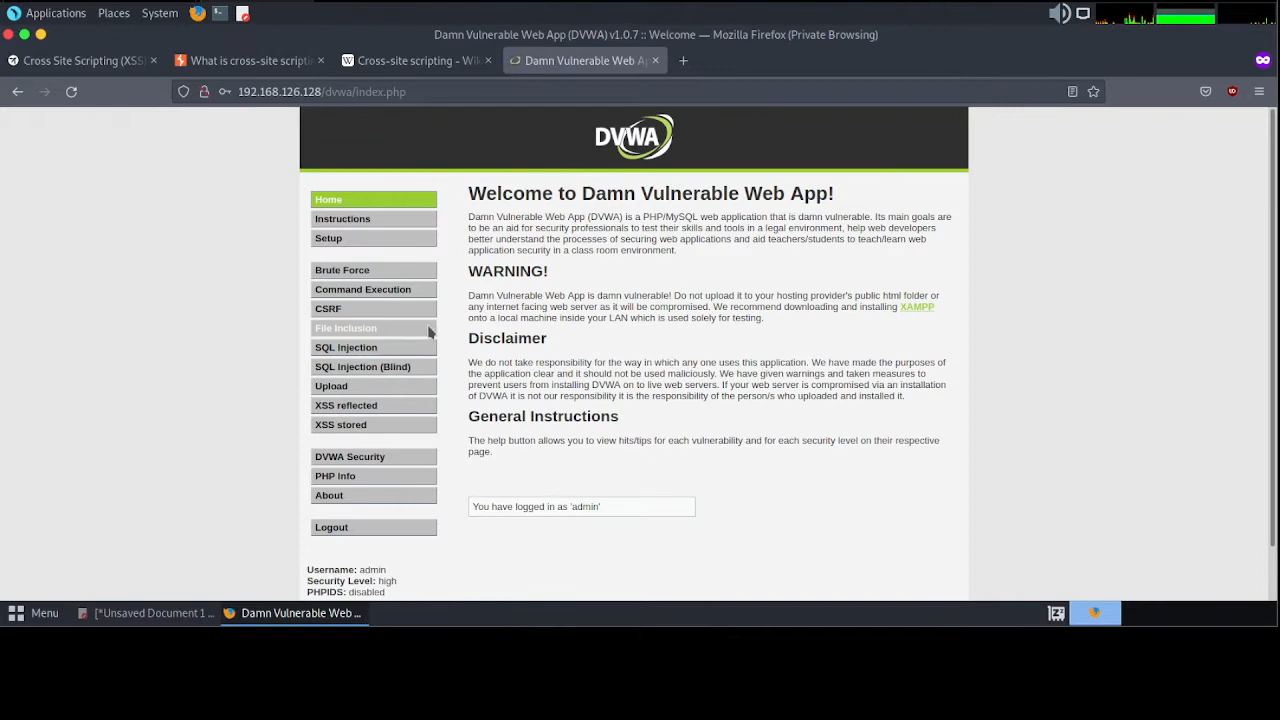 Applications Places System
Damn Vulnerable Web App (DVWA) v1.0.7 :: Welcome — Mozilla Firefox (Private Browsing)
Cross Site Scripting (XSS) × What is cross-site scripti × Cross-site scripting - Wik × Damn Vulnerable Web Ap ×
192.168.126.128/dvwa/index.php
DVWA
Home
Instructions
Setup
Brute Force
Command Execution
CSRF
File Inclusion
SQL Injection
SQL Injection (Blind)
Upload
XSS reflected
XSS stored
DVWA Security
PHP Info
About
Logout
Username: admin
Security Level: high
PHPIDS: disabled
Welcome to Damn Vulnerable Web App!
Damn Vulnerable Web App (DVWA) is a PHP/MySQL web application that is damn vulnerable. Its main goals are
to be an aid for security professionals to test their skills and tools in a legal environment, help web developers
better understand the processes of securing web applications and aid teachers/students to teach/learn web
application security in a class room environment.
WARNING!
Damn Vulnerable Web App is damn vulnerable! Do not upload it to your hosting provider's public html folder or
any internet facing web server as it will be compromised. We recommend downloading and installing XAMPP
onto a local machine inside your LAN which is used solely for testing.
Disclaimer
We do not take responsibility for the way in which any one uses this application. We have made the purposes of
the application clear and it should not be used maliciously. We have given warnings and taken measures to
prevent users from installing DVWA on to live web servers. If your web server is compromised via an installation
of DVWA it is not our responsibility it is the responsibility of the person/s who uploaded and installed it.
General Instructions
The help button allows you to view hits/tips for each vulnerability and for each security level on their respective
page.
You have logged in as 'admin'
Menu [*Unsaved Document 1 ... Damn Vulnerable Web ...